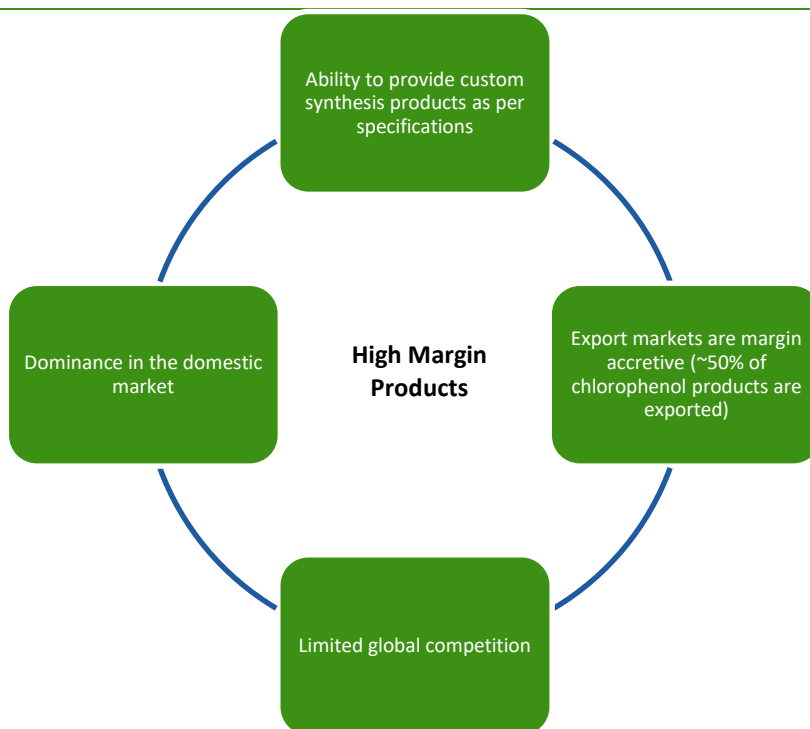 Ability to provide custom
synthesis products as per
specifications
Dominance in the domestic
market
High Margin
Products
Export markets are margin
accretive (~50% of
chlorophenol products are
exported)
Limited global competition